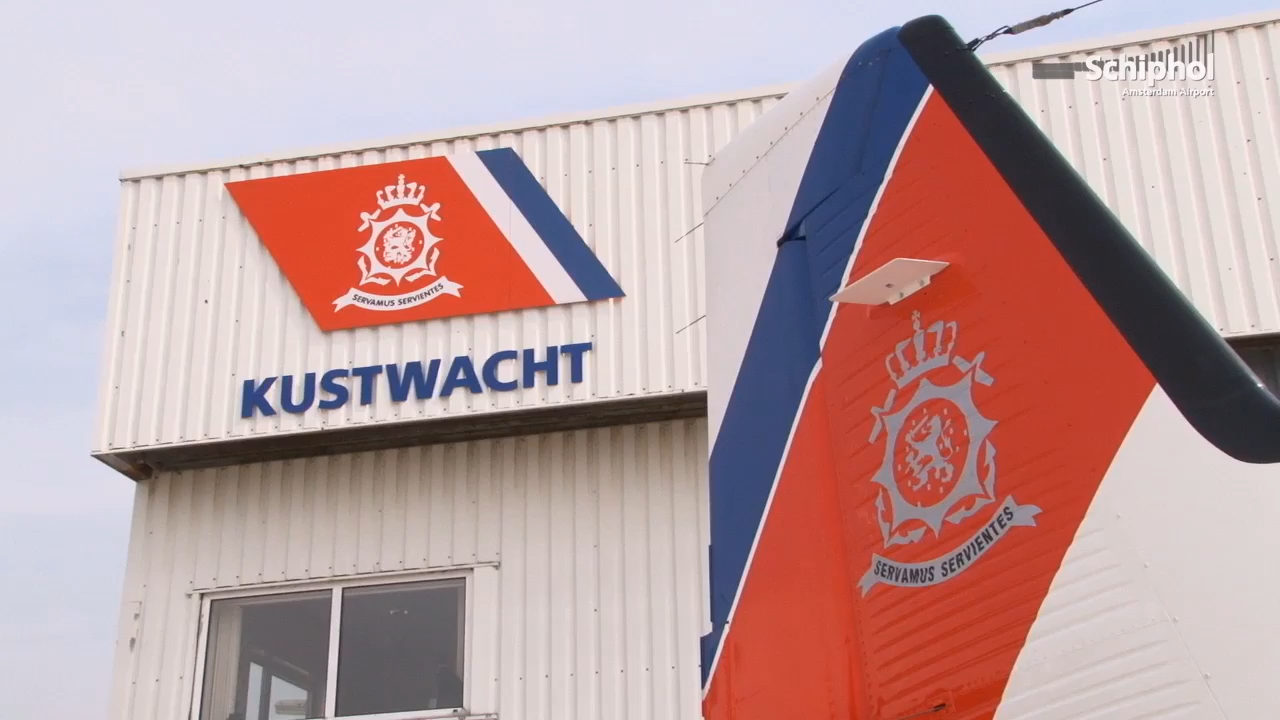 Schiphol
Amsterdam Airport
SERVAMUS SERVIENTES
KUSTWACHT
SERVAMUS SERVIENTES